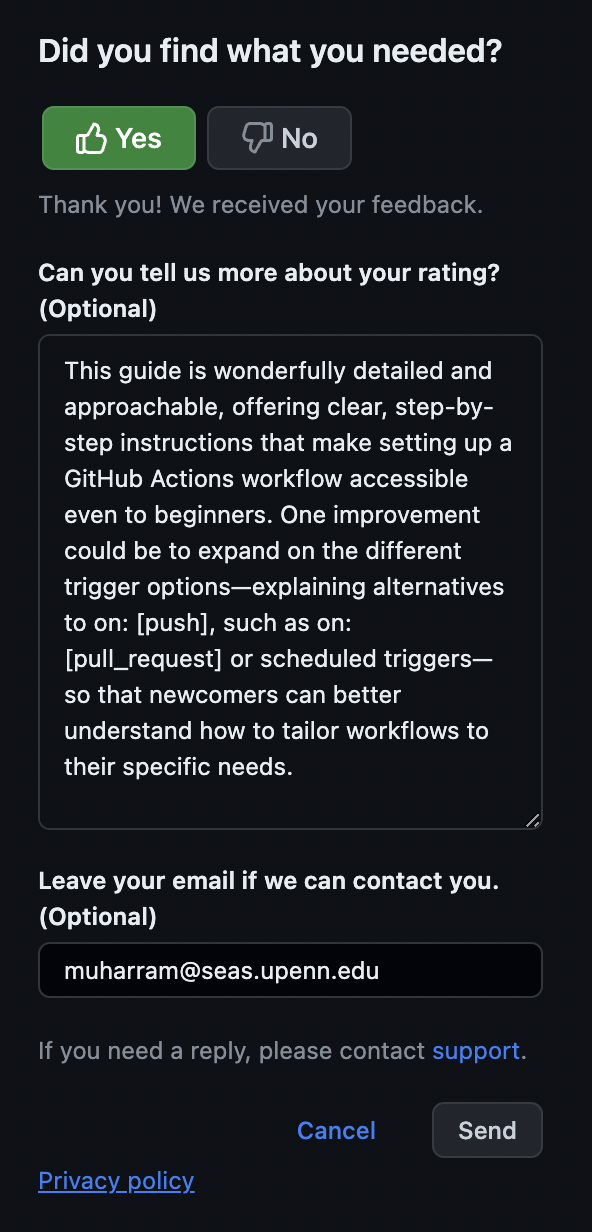 Did you find what you needed?
Yes
No
Thank you! We received your feedback.
Can you tell us more about your rating?
(Optional)
This guide is wonderfully detailed and
approachable, offering clear, step-by-
step instructions that make setting up a
GitHub Actions workflow accessible
even to beginners. One improvement
could be to expand on the different
trigger options—explaining alternatives
to on: [push], such as on:
[pull_request] or scheduled triggers—
so that newcomers can better
understand how to tailor workflows to
their specific needs.
Leave your email if we can contact you.
(Optional)
muharram@seas.upenn.edu
If you need a reply, please contact support.
Cancel
Send
Privacy policy